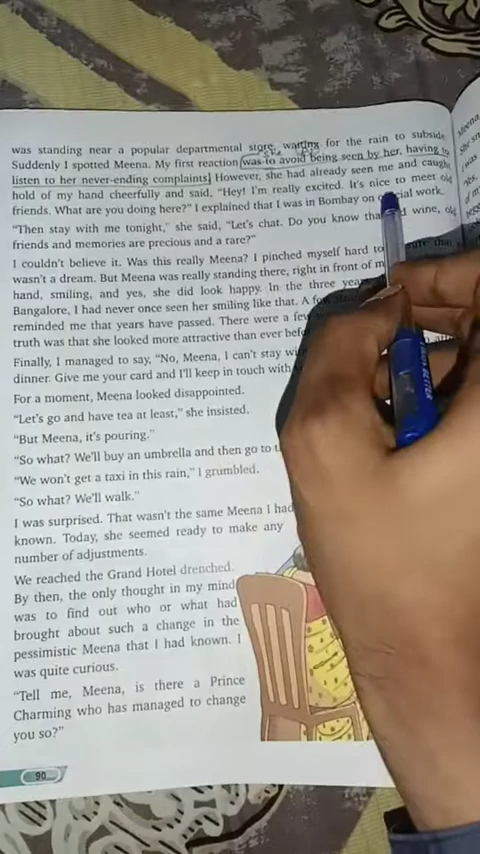 was standing near a popular departmental store, waiting for the rain to subside
Suddenly I spotted Meena. My first reaction was to avoid being seen by her, having to
listen to her never-ending complaints. However, she had already seen me and caught
hold of my hand cheerfully and said, "Hey! I'm really excited. It's nice to meet old
friends. What are you doing here?" I explained that I was in Bombay on work.
"Then stay with me tonight," she said, "Let's chat. Do you know wine, old
friends and memories are precious and a rare?"
I couldn't believe it. Was this really Meena? I pinched myself hard to
wasn't a dream. But Meena was really standing there, right in front of
hand, smiling, and yes, she did look happy. In the three
Bangalore, I had never once seen her smiling like that. A
reminded me that years have passed. There were a few
truth was that she looked more attractive than ever
Finally, I managed to say, "No, Meena, I can't stay
dinner. Give me your card and I'll keep in touch with
For a moment, Meena looked disappointed.
"Let's go and have tea at least," she insisted.
"But Meena, it's pouring."
"So what? We'll buy an umbrella and then go to
"We won't get a taxi in this rain," I grumbled.
"So what? We'll walk."
I was surprised. That wasn't the same Meena I had
known. Today, she seemed ready to make any
number of adjustments.
We reached the Grand Hotel drenched.
By then, the only thought in my mind
was to find out who or what had
brought about such a change in the
pessimistic Meena that I had known. I
was quite curious.
"Tell me, Meena, is there a Prince
Charming who has managed to change
you so?"
90